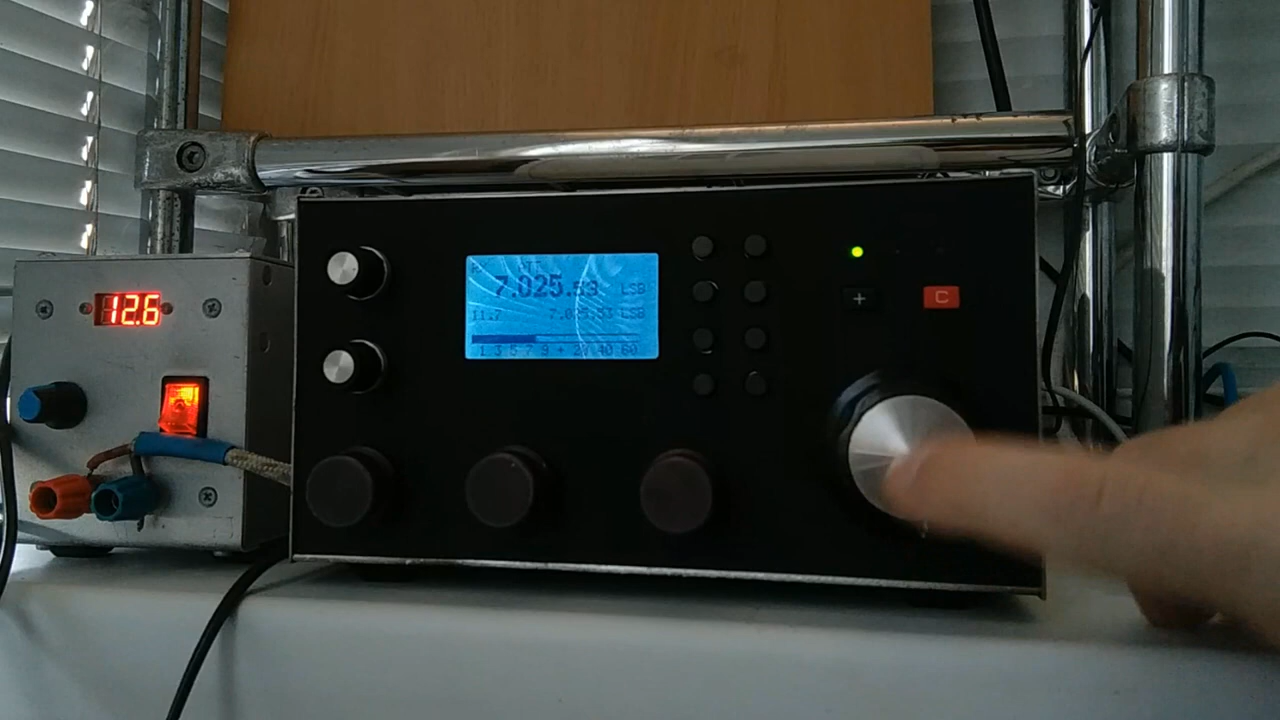 12.6
7.025.53 LSB
11.7 7.025.53 LSB
1 3 5 7 9 + 20 40 60
+
C